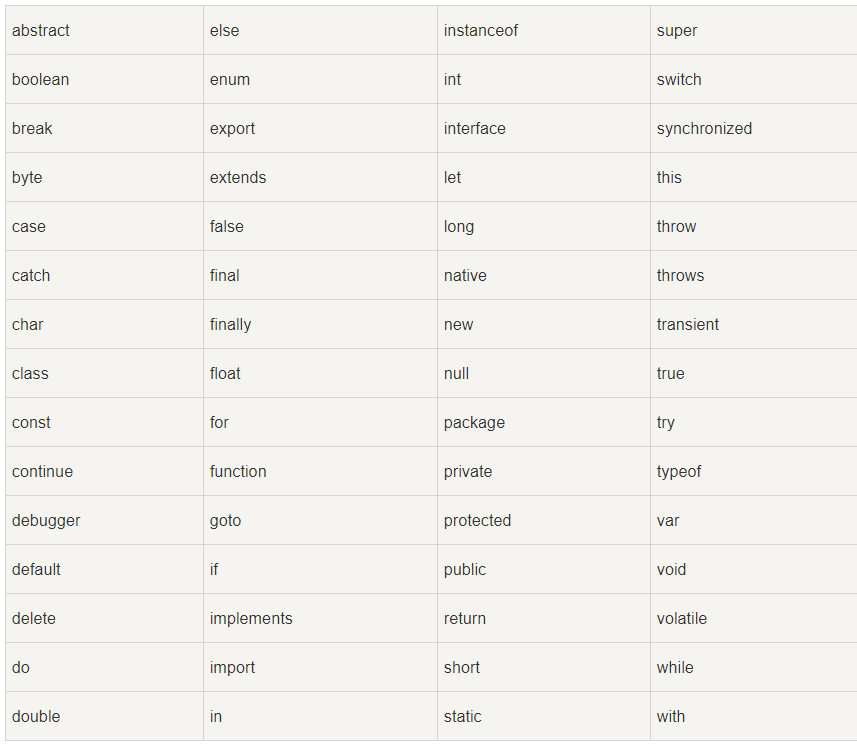 abstract else instanceof super
boolean enum int switch
break export interface synchronized
byte extends let this
case false long throw
catch final native throws
char finally new transient
class float null true
const for package try
continue function private typeof
debugger goto protected var
default if public void
delete implements return volatile
do import short while
double in static with